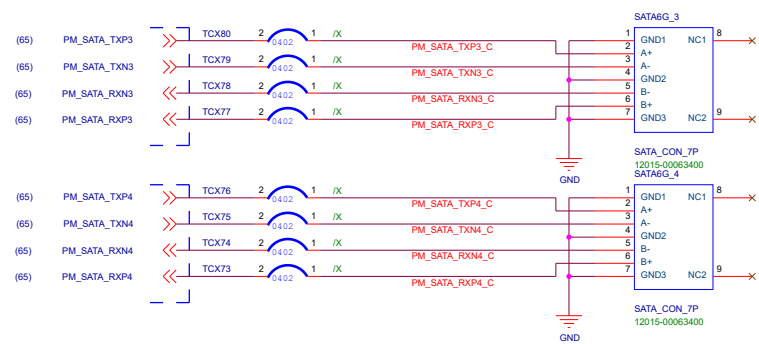 SATA6G_3
TCX80 2 1 /X 1 GND1 NC1 8
(65) PM_SATA_TXP3 0402 PM_SATA_TXP3_C 2 A+
TCX79 2 1 /X 3 A-
(65) PM_SATA_TXN3 0402 PM_SATA_TXN3_C 4 GND2
TCX78 2 1 /X 5 B-
(65) PM_SATA_RXN3 0402 PM_SATA_RXN3_C 6 B+
TCX77 2 1 /X 7 GND3 NC2 9
(65) PM_SATA_RXP3 0402 PM_SATA_RXP3_C
SATA_CON_7P
12015-00063400
GND
SATA6G_4
TCX76 2 1 /X 1 GND1 NC1 8
(65) PM_SATA_TXP4 0402 PM_SATA_TXP4_C 2 A+
TCX75 2 1 /X 3 A-
(65) PM_SATA_TXN4 0402 PM_SATA_TXN4_C 4 GND2
TCX74 2 1 /X 5 B-
(65) PM_SATA_RXN4 0402 PM_SATA_RXN4_C 6 B+
TCX73 2 1 /X 7 GND3 NC2 9
(65) PM_SATA_RXP4 0402 PM_SATA_RXP4_C
SATA_CON_7P
12015-00063400
GND